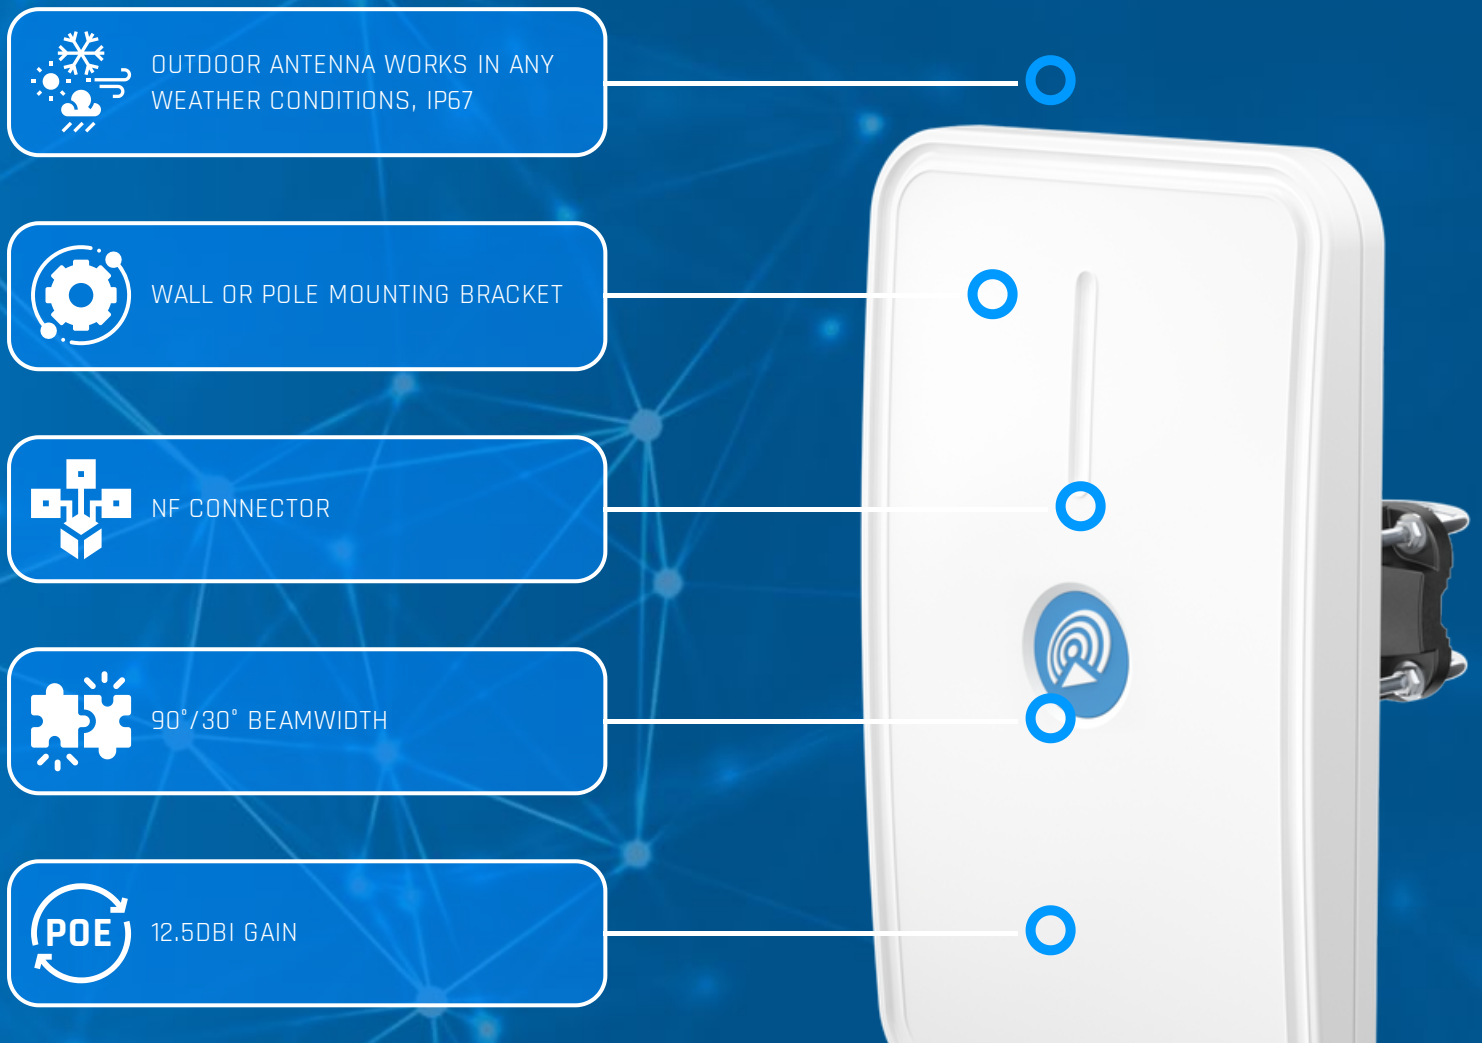 OUTDOOR ANTENNA WORKS IN ANY
WEATHER CONDITIONS, IP67
WALL OR POLE MOUNTING BRACKET
NF CONNECTOR
90°/30° BEAMWIDTH
POE
12.5DBI GAIN